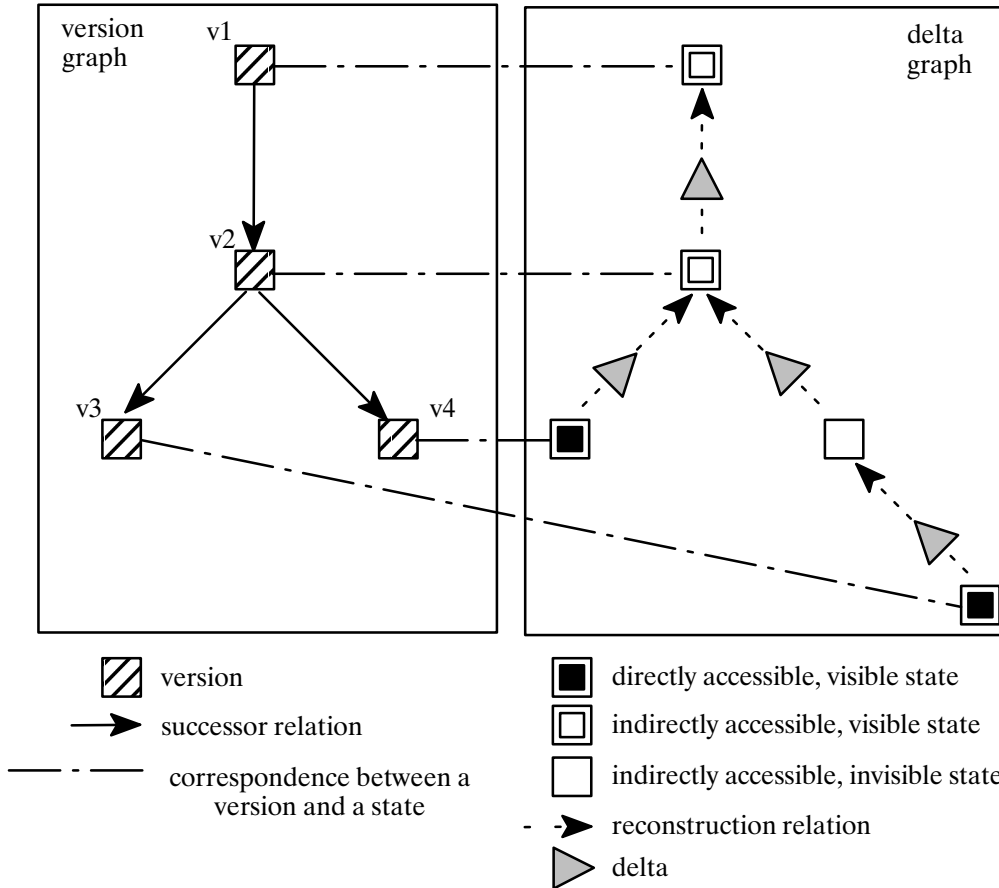 version
graph
v1
v2
v3
v4
delta
graph
version
successor relation
correspondence between a
version and a state
directly accessible, visible state
indirectly accessible, visible state
indirectly accessible, invisible state
reconstruction relation
delta